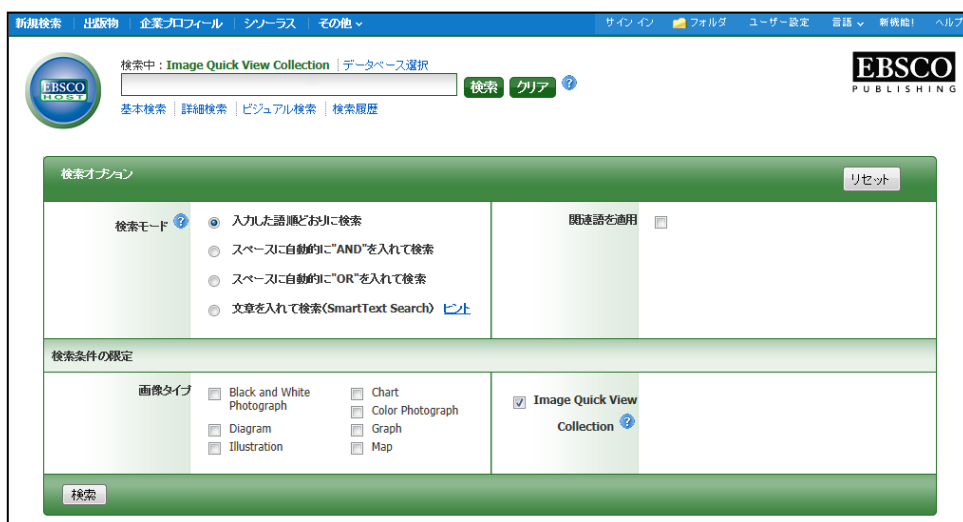 新規検索 出版物 企業プロフィール シソーラス その他 サインイン フォルダ ユーザー設定 言語 新機能! ヘルプ
検索中：Image Quick View Collection データベース選択
検索 クリア ?
基本検索 詳細検索 ビジュアル検索 検索履歴
EBSCO
HOST
EBSCO
PUBLISHING
検索オプション リセット
検索モード ? 入力した語順どおりに検索 関連語を適用
スペースに自動的に"AND"を入れて検索
スペースに自動的に"OR"を入れて検索
文章を入れて検索(SmartText Search) ヒント
検索条件の限定
画像タイプ Black and White Photograph Chart Image Quick View Collection ?
Color Photograph
Diagram Graph
Illustration Map
検索